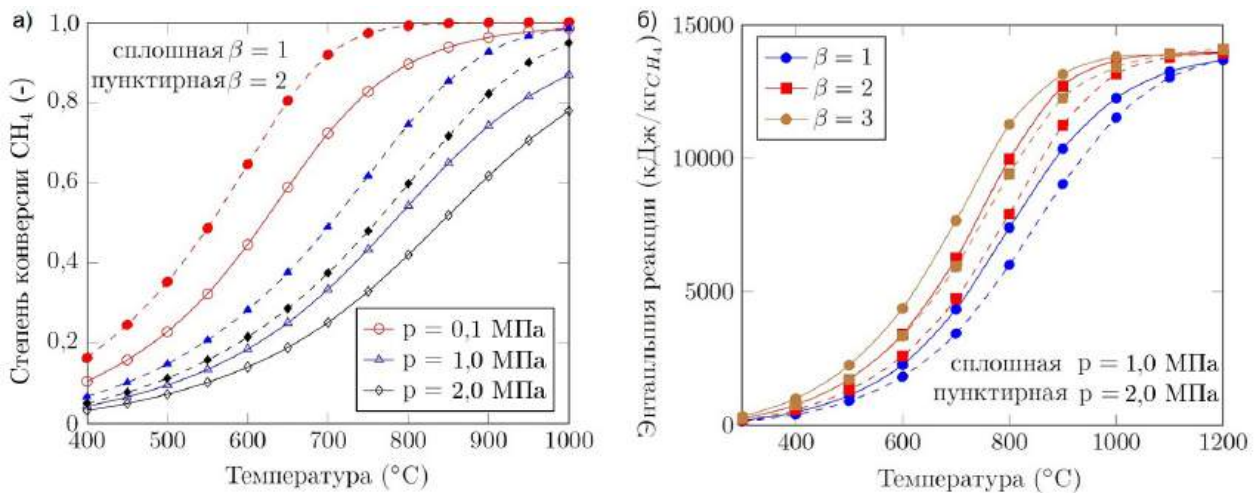 а)
Степень конверсии CH4 (-)
1,0
0,8
1,0
0,4
0,2
0
сплошная β = 1
пунктирная β = 2
p = 0,1 МПа
p = 1,0 МПа
p = 2,0 МПа
400 500 600 700 800 900 1000
Температура (°C)
б)
Энтапльпия реакции (кДж/кгCH4)
15000
10000
5000
0
β = 1
β = 2
β = 3
сплошная p = 1,0 МПа
пунктирная p = 2,0 МПа
400 600 800 1000 1200
Температура (°C)